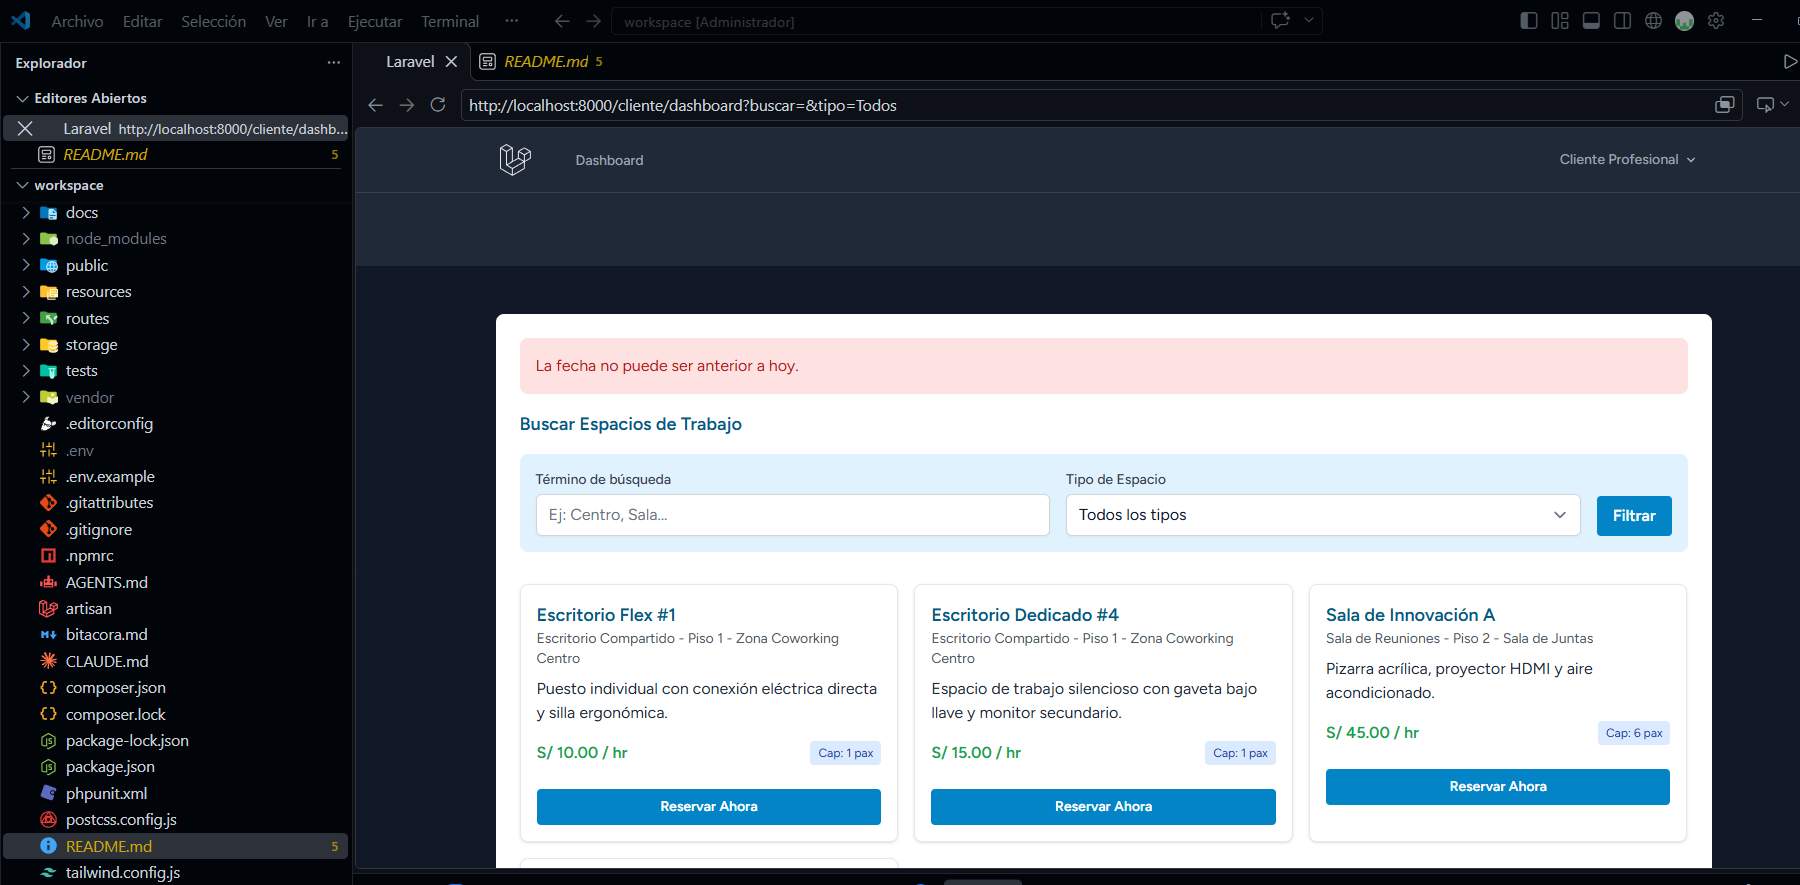 Archivo Editar Selección Ver Ir a Ejecutar Terminal ··· workspace [Administrador]
Explorador ···
Editores Abiertos
Laravel http://localhost:8000/cliente/dashb...
README.md 5
workspace
docs
node_modules
public
resources
routes
storage
tests
vendor
.editorconfig
.env
.env.example
.gitattributes
.gitignore
.npmrc
AGENTS.md
artisan
bitacora.md
CLAUDE.md
composer.json
composer.lock
package-lock.json
package.json
phpunit.xml
postcss.config.js
README.md 5
tailwind.config.js
Laravel
README.md 5
http://localhost:8000/cliente/dashboard?buscar=&tipo=Todos
Dashboard
Cliente Profesional
La fecha no puede ser anterior a hoy.
Buscar Espacios de Trabajo
Término de búsqueda
Ej: Centro, Sala...
Tipo de Espacio
Todos los tipos
Filtrar
Escritorio Flex #1
Escritorio Compartido - Piso 1 - Zona Coworking
Centro
Puesto individual con conexión eléctrica directa
y silla ergonómica.
S/ 10.00 / hr
Cap: 1 pax
Reservar Ahora
Escritorio Dedicado #4
Escritorio Compartido - Piso 1 - Zona Coworking
Centro
Espacio de trabajo silencioso con gaveta bajo
llave y monitor secundario.
S/ 15.00 / hr
Cap: 1 pax
Reservar Ahora
Sala de Innovación A
Sala de Reuniones - Piso 2 - Sala de Juntas
Pizarra acrílica, proyector HDMI y aire
acondicionado.
S/ 45.00 / hr
Cap: 6 pax
Reservar Ahora